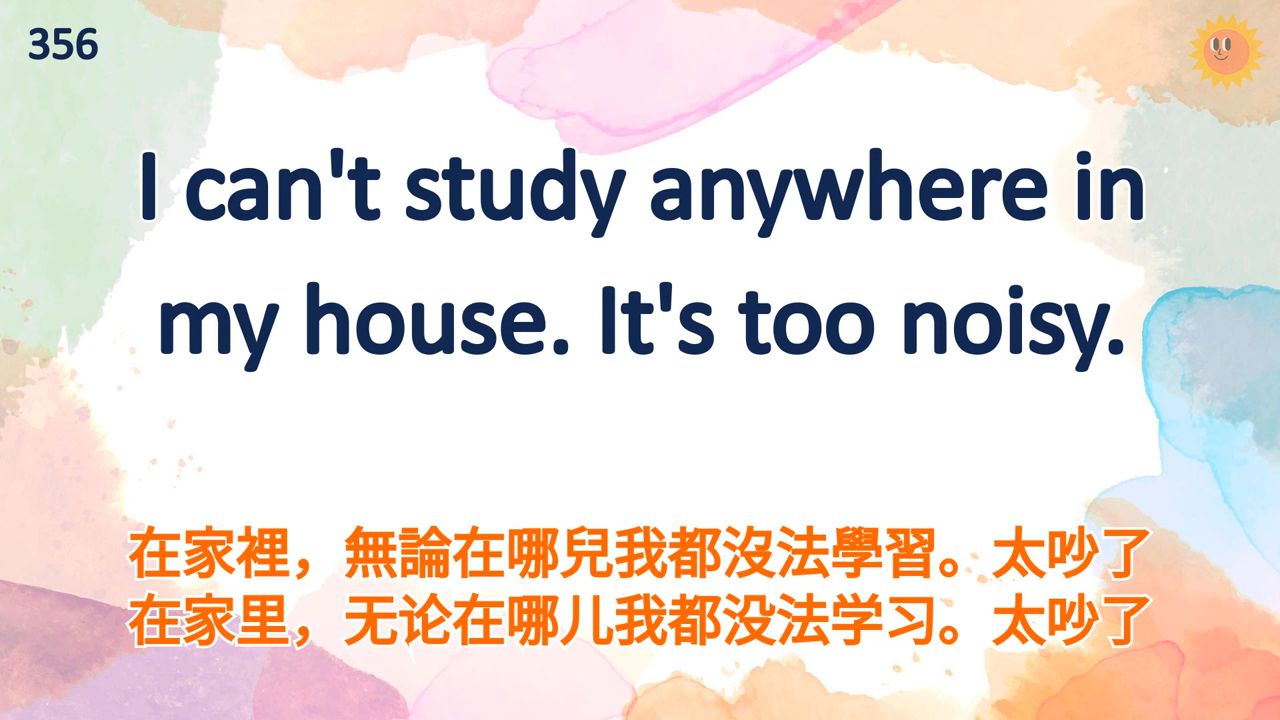 356
I can't study anywhere in
my house. It's too noisy.
在家裡，無論在哪兒我都沒法學習。太吵了
在家里，无论在哪儿我都没法学习。太吵了